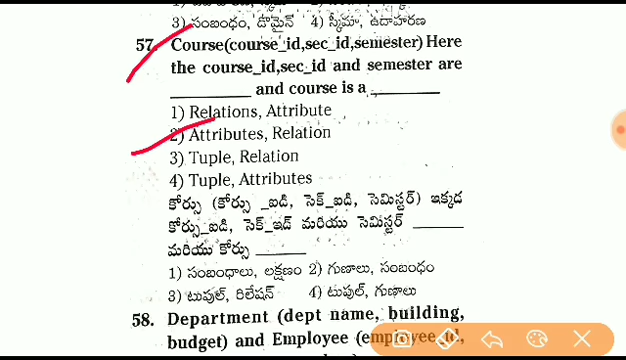 3) సంబంధం, డొమైన్ 4) స్కీమా, ఉదాహరణ
57. Course(course_id,sec_id,semester) Here
the course_id,sec_id and semester are
________ and course is a ________
1) Relations, Attribute
2) Attributes, Relation
3) Tuple, Relation
4) Tuple, Attributes
కోర్సు (కోర్సు_ఐడి, సెక్_ఐడీ, సెమిస్టర్) ఇక్కడ
కోర్సు_ఐడి, సెక్_ఇడ్ మరియు సెమిస్టర్ ______
మరియు కోర్సు ______
1) సంబంధాలు, లక్షణం 2) గుణాలు, సంబంధం
3) టుపుల్, రిలేషన్ 4) టుపుల్, గుణాలు
58. Department (dept name, building,
budget) and Employee (employee_id,